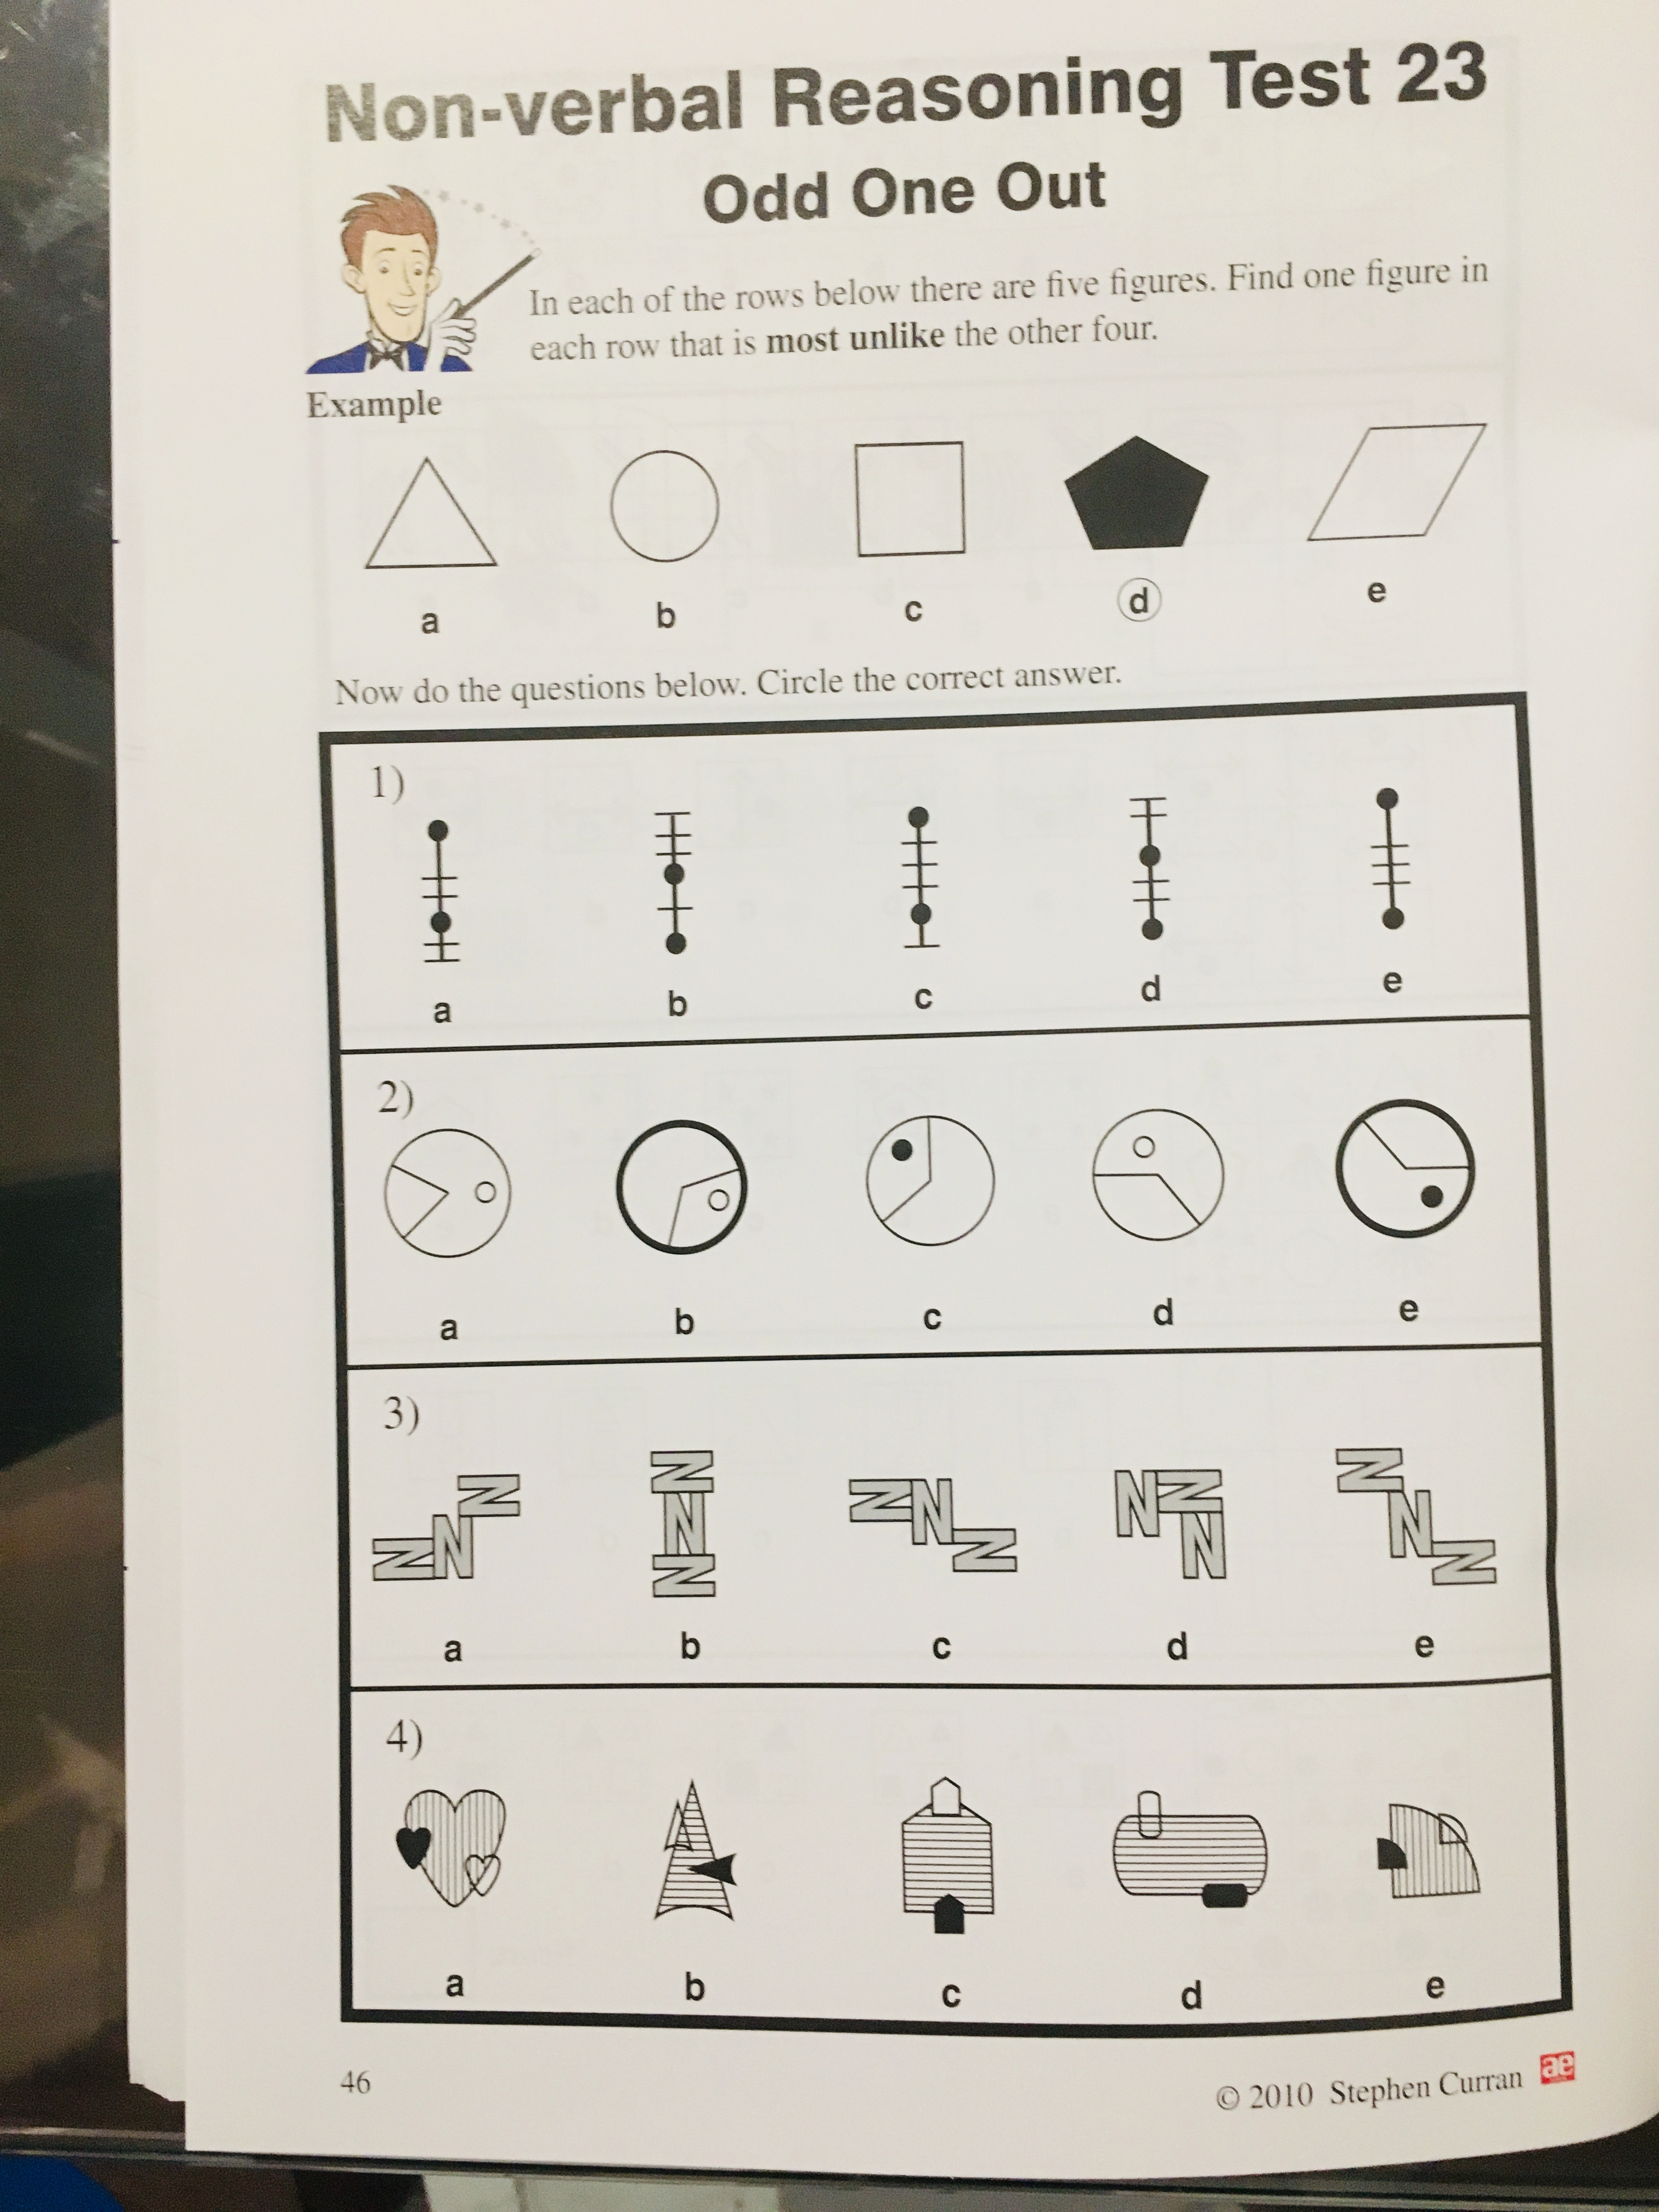 Non-verbal Reasoning Test 23
Odd One Out
In each of the rows below there are five figures. Find one figure in
each row that is most unlike the other four.
Example
a b c d e
Now do the questions below. Circle the correct answer.
1)
a b c d e
2)
a b c d e
3)
N N N
N N N
N N N
N N N
N N N
a b c d e
4)
a b c d e
46
© 2010 Stephen Curran ae